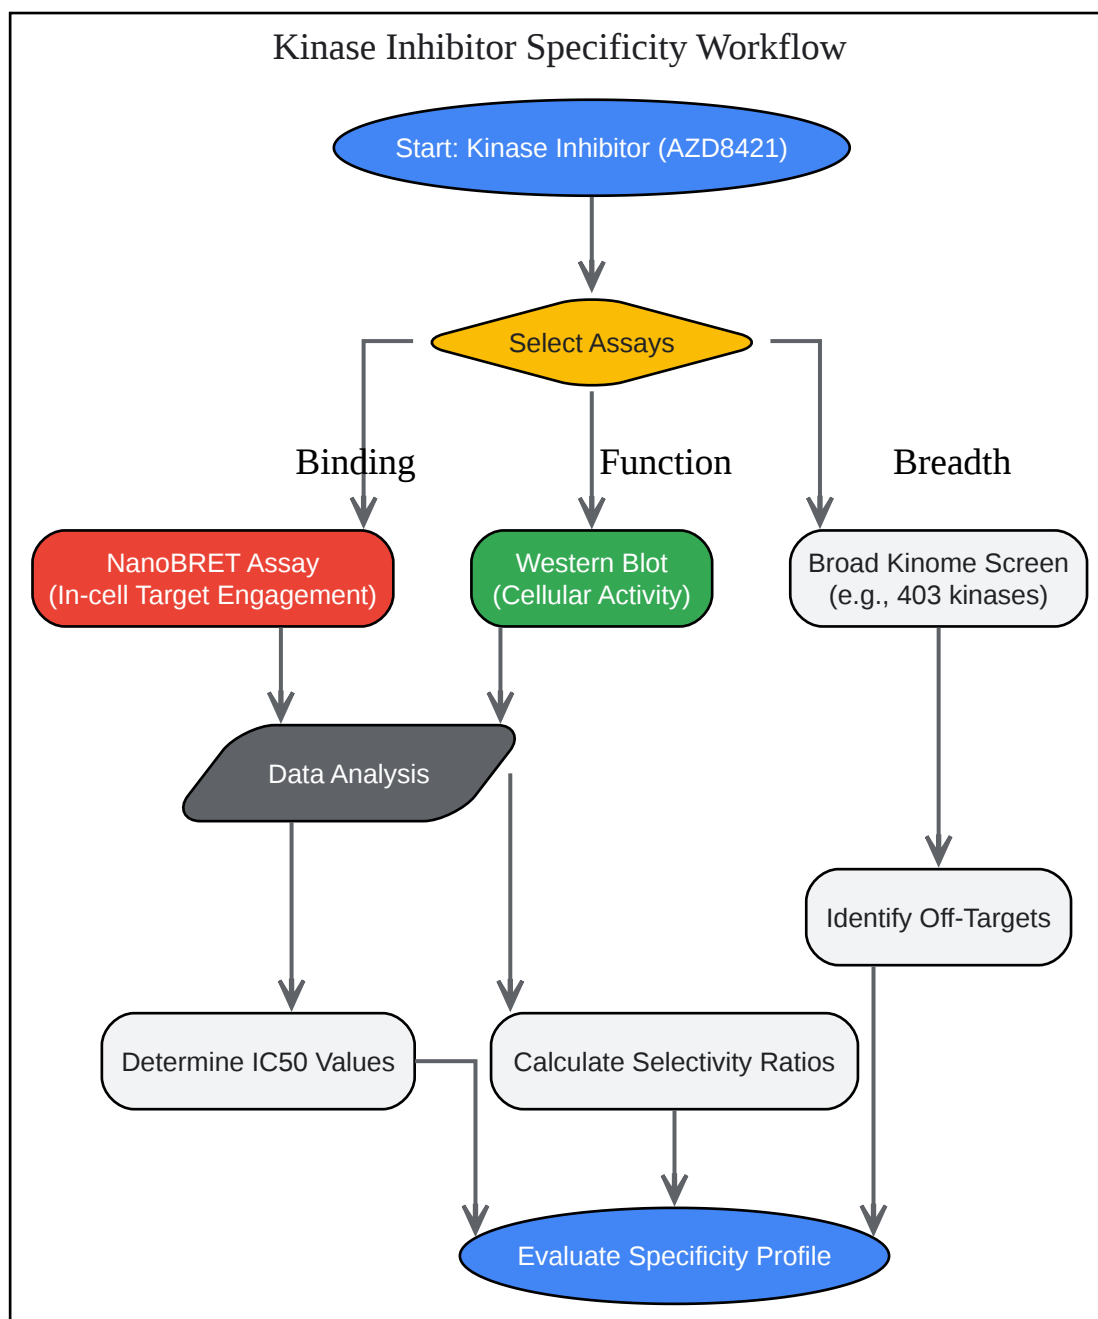 Kinase Inhibitor Specificity Workflow
Start: Kinase Inhibitor (AZD8421)
Select Assays
Binding
Function
Breadth
NanoBRET Assay
(In-cell Target Engagement)
Western Blot
(Cellular Activity)
Broad Kinome Screen
(e.g., 403 kinases)
Data Analysis
Identify Off-Targets
Determine IC50 Values
Calculate Selectivity Ratios
Evaluate Specificity Profile